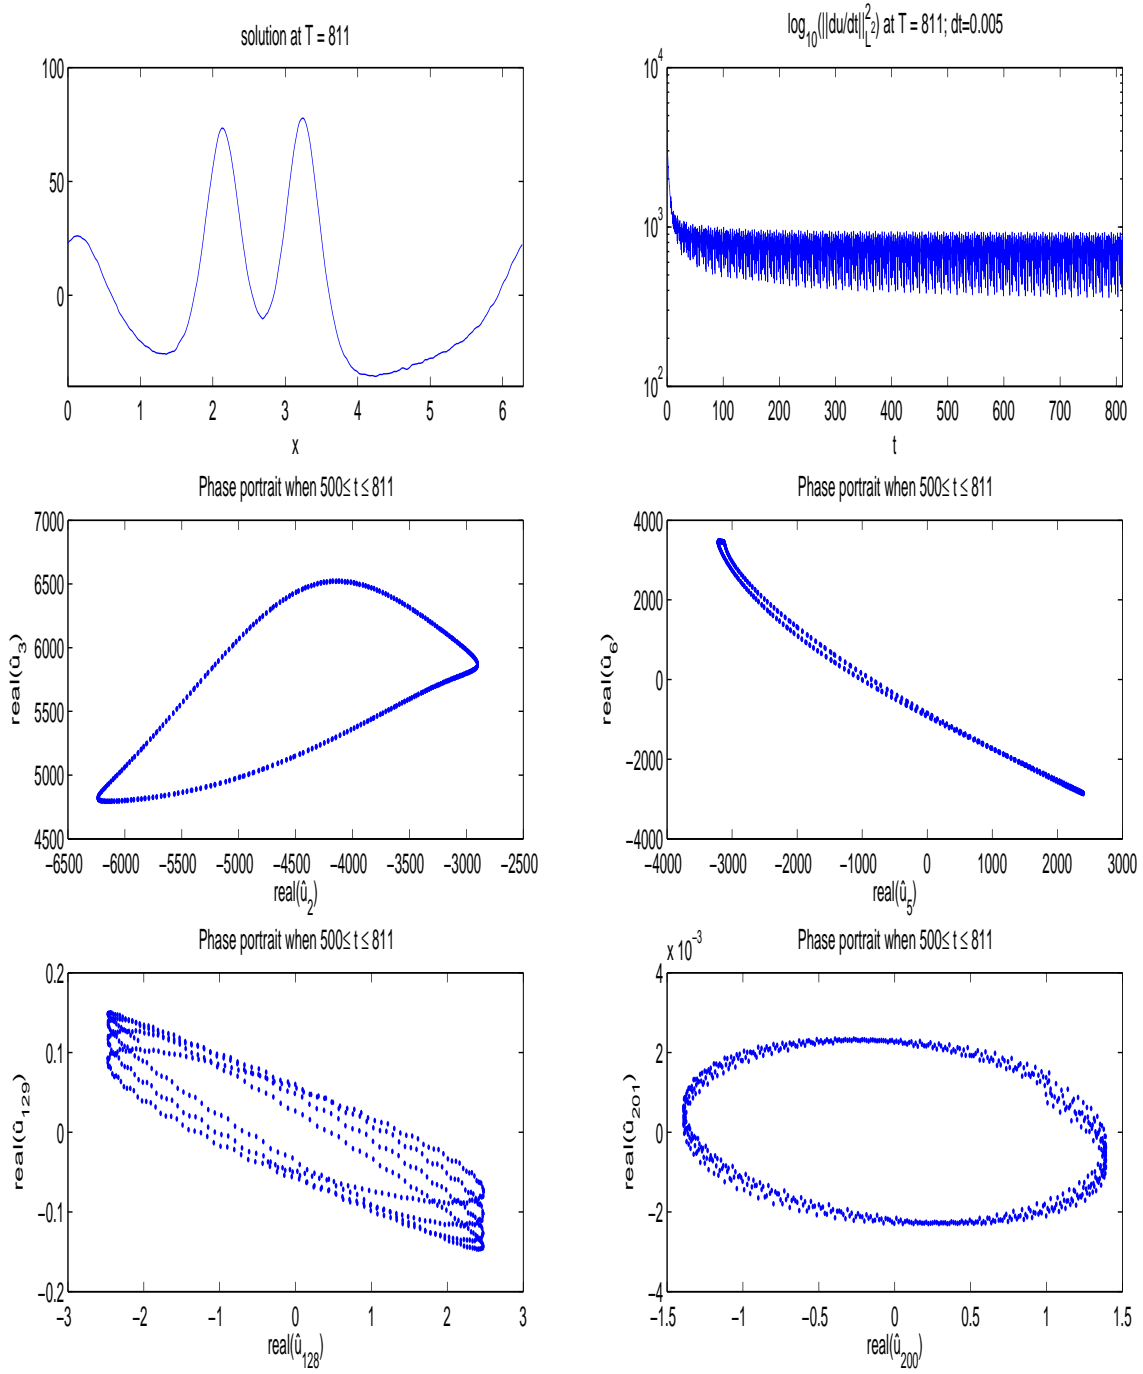 solution at T = 811
100
50
0
0 1 2 3 4 5 6
x
log10(||du/dt||²L²) at T = 811; dt=0.005
10^4
10^3
10^2
0 100 200 300 400 500 600 700 800
t
Phase portrait when 500≤ t ≤ 811
7000
6500
6000
5500
5000
4500
real(û3)
−6500 −6000 −5500 −5000 −4500 −4000 −3500 −3000 −2500
real(û2)
Phase portrait when 500≤ t ≤ 811
4000
2000
0
−2000
−4000
real(û6)
−4000 −3000 −2000 −1000 0 1000 2000 3000
real(û5)
Phase portrait when 500≤ t ≤ 811
0.2
0.1
0
−0.1
−0.2
real(û129)
−3 −2 −1 0 1 2 3
real(û128)
x 10^−3
Phase portrait when 500≤ t ≤ 811
4
2
0
−2
−4
real(û201)
−1.5 −1 −0.5 0 0.5 1 1.5
real(û200)